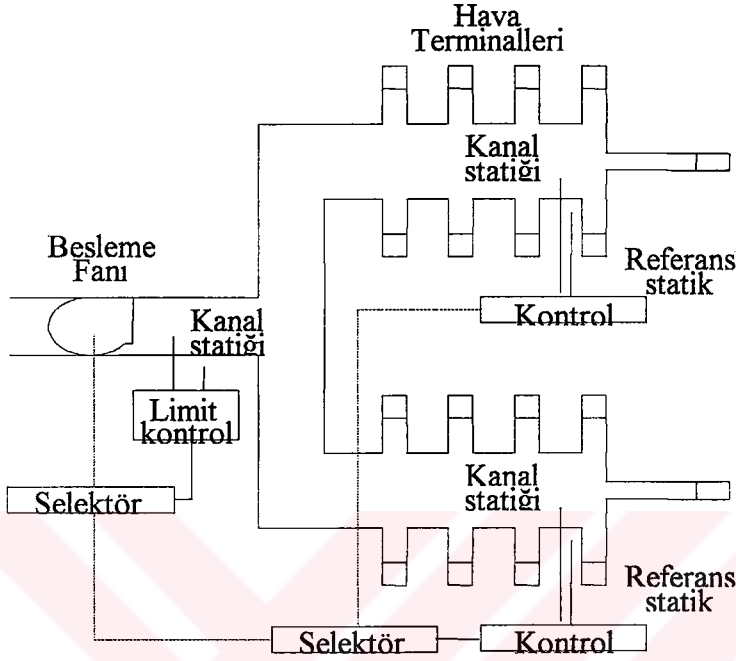 Hava
Terminalleri
Kanal
statiği
Besleme
Fanı
Referans
statik
Kanal
statiği
Kontrol
Limit
kontrol
Kanal
statiği
Selektör
Referans
statik
Selektör
Kontrol